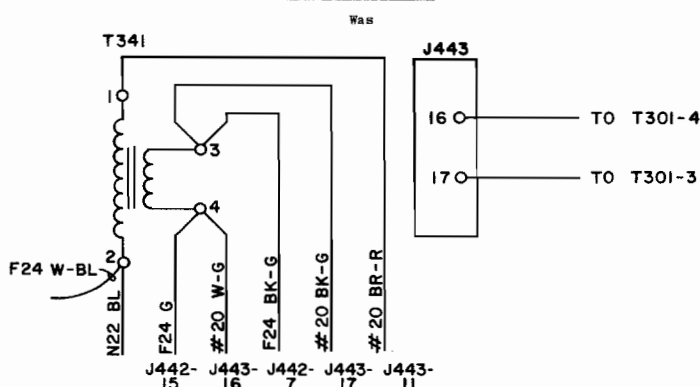 Was
T341
J443
1
16 TO T301-4
3
17 TO T301-3
4
2
F24 W-BL
N22 BL
F24 G
#20 W-G
F24 BK-G
#20 BK-G
#20 BR-R
J442- J443- J442- J443- J443-
15 16 7 17 11